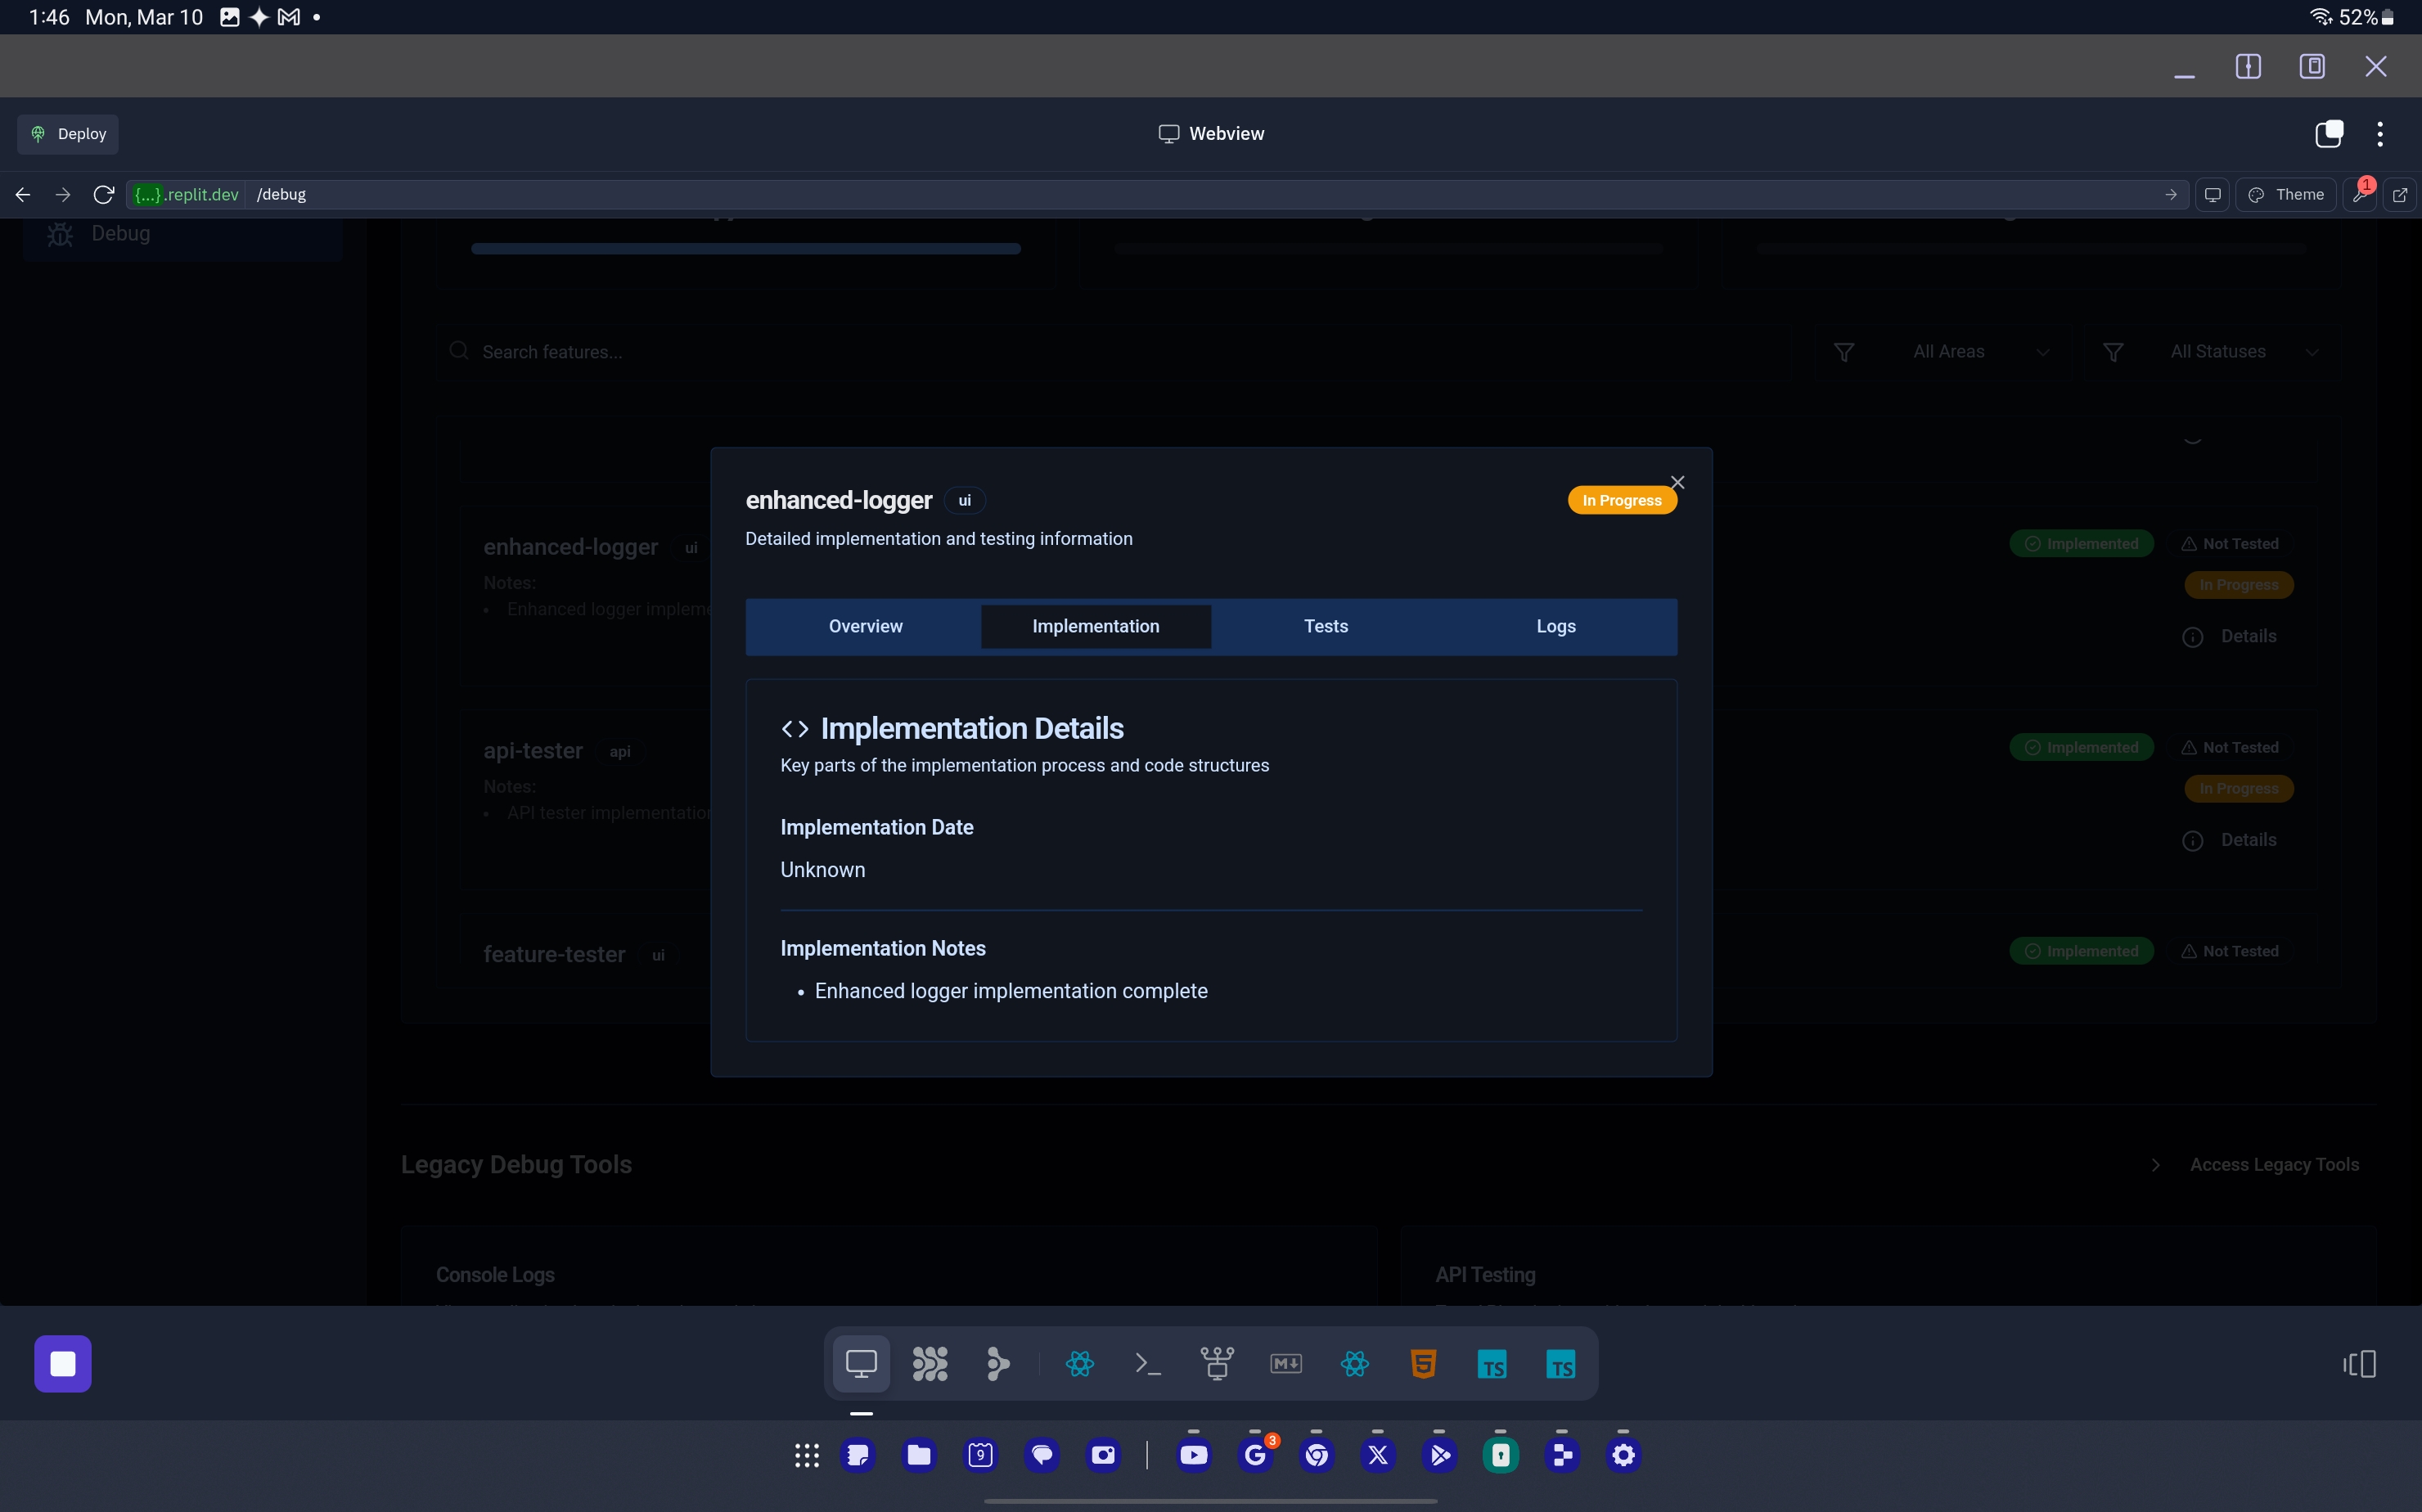 1:46 Mon, Mar 10
52%
Deploy
Webview
{...}.replit.dev /debug
Theme
1
Debug
Search features...
All Areas
All Statuses
enhanced-logger ui
In Progress
Detailed implementation and testing information
Overview Implementation Tests Logs
Implementation Details
Key parts of the implementation process and code structures
Implementation Date
Unknown
Implementation Notes
• Enhanced logger implementation complete
enhanced-logger ui
Implemented Not Tested
Notes:
In Progress
• Enhanced logger
Details
api-tester api
Implemented Not Tested
Notes:
In Progress
• API tester
Details
feature-tester ui
Implemented Not Tested
Legacy Debug Tools
Access Legacy Tools
Console Logs
API Testing
M
5
TS
TS
9
G
3
X